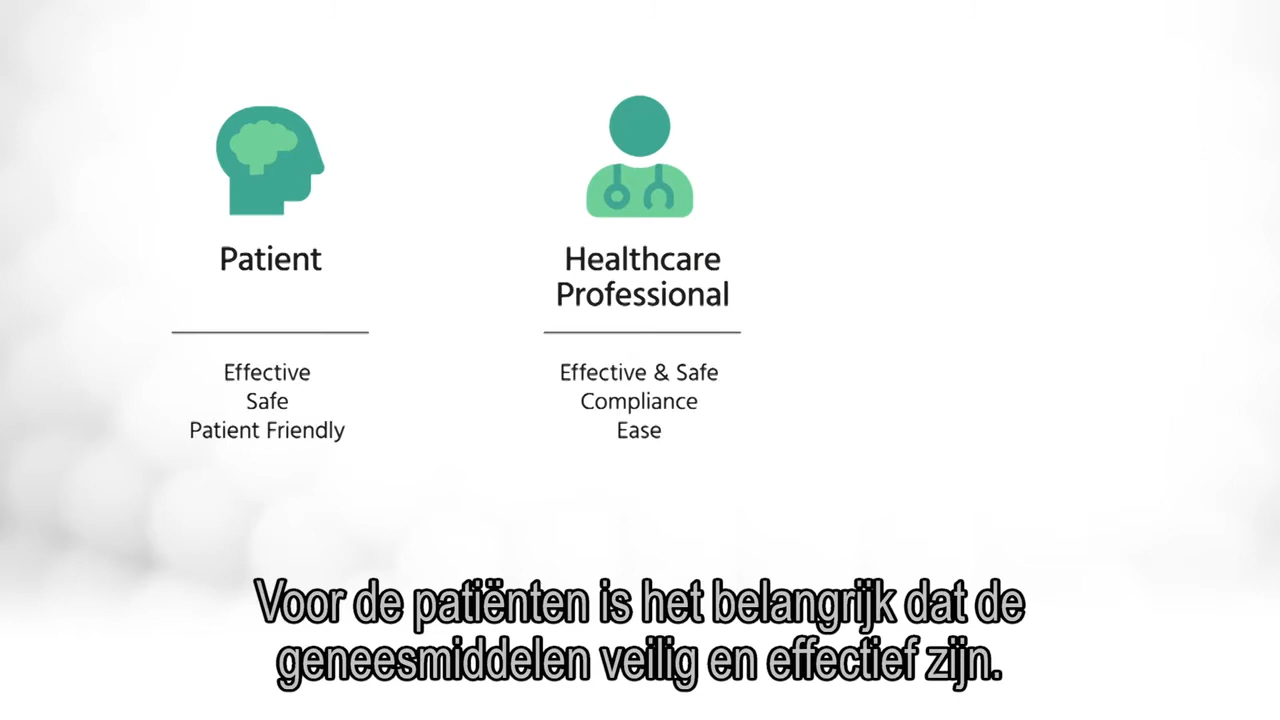 Patient
Effective
Safe
Patient Friendly
Healthcare
Professional
Effective & Safe
Compliance
Ease
Voor de patiënten is het belangrijk dat de
geneesmiddelen veilig en effectief zijn.